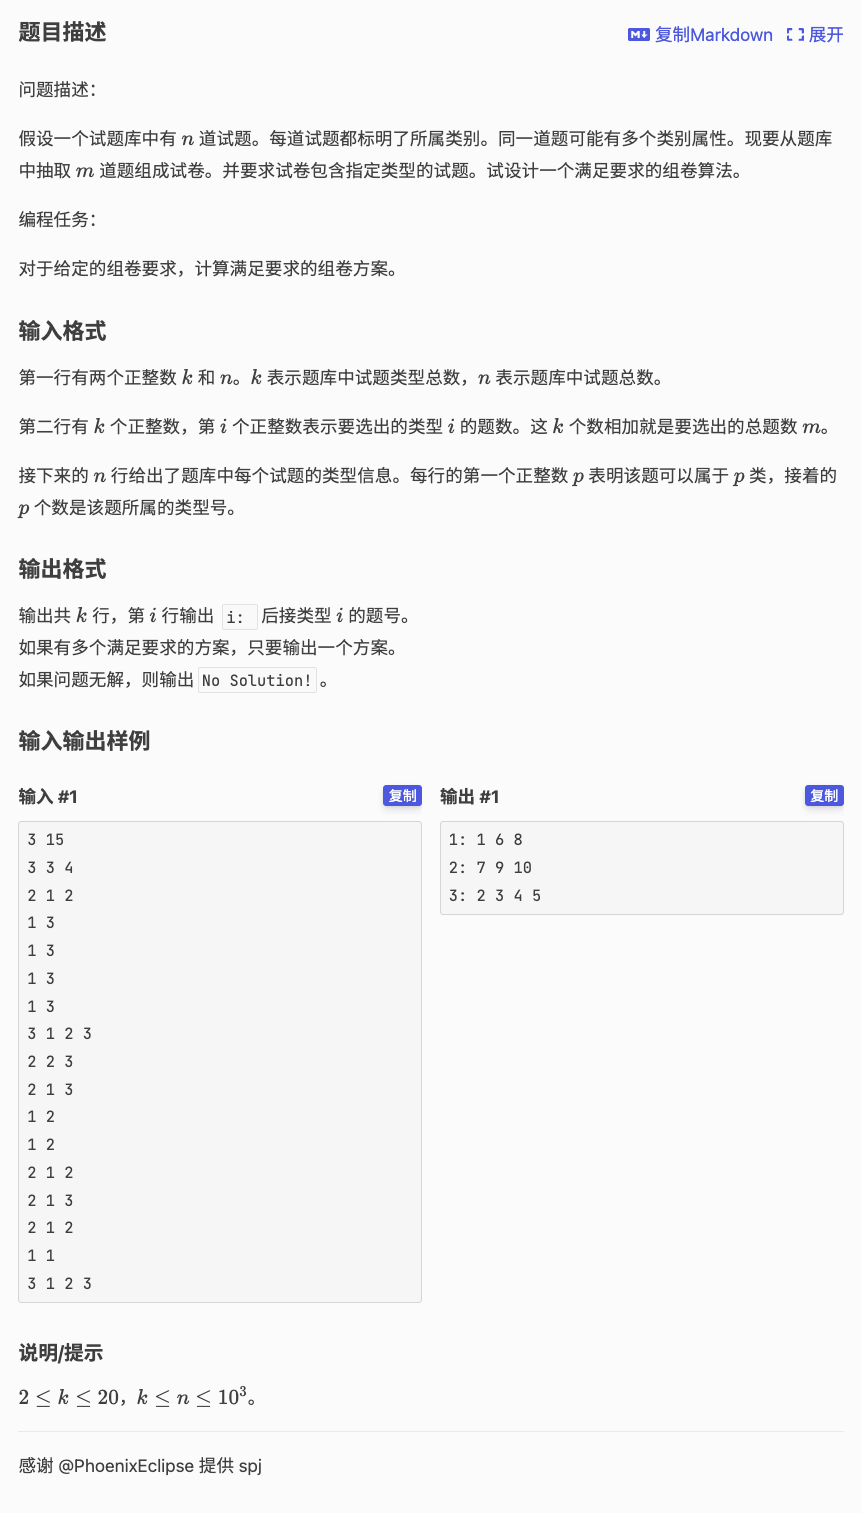 题目描述
复制Markdown 展开
问题描述：
假设一个试题库中有 n 道试题。每道试题都标明了所属类别。同一道题可能有多个类别属性。现要从题库
中抽取 m 道题组成试卷。并要求试卷包含指定类型的试题。试设计一个满足要求的组卷算法。
编程任务：
对于给定的组卷要求，计算满足要求的组卷方案。
输入格式
第一行有两个正整数 k 和 n。k 表示题库中试题类型总数，n 表示题库中试题总数。
第二行有 k 个正整数，第 i 个正整数表示要选出的类型 i 的题数。这 k 个数相加就是要选出的总题数 m。
接下来的 n 行给出了题库中每个试题的类型信息。每行的第一个正整数 p 表明该题可以属于 p 类，接着的
p 个数是该题所属的类型号。
输出格式
输出共 k 行，第 i 行输出 i: 后接类型 i 的题号。
如果有多个满足要求的方案，只要输出一个方案。
如果问题无解，则输出 No Solution!。
输入输出样例
输入 #1
复制
3 15
3 3 4
2 1 2
1 3
1 3
1 3
1 3
3 1 2 3
2 2 3
2 1 3
1 2
1 2
2 1 2
2 1 3
2 1 2
1 1
3 1 2 3
输出 #1
复制
1: 1 6 8
2: 7 9 10
3: 2 3 4 5
说明/提示
2 ≤ k ≤ 20，k ≤ n ≤ 10³。
感谢 @PhoenixEclipse 提供 spj